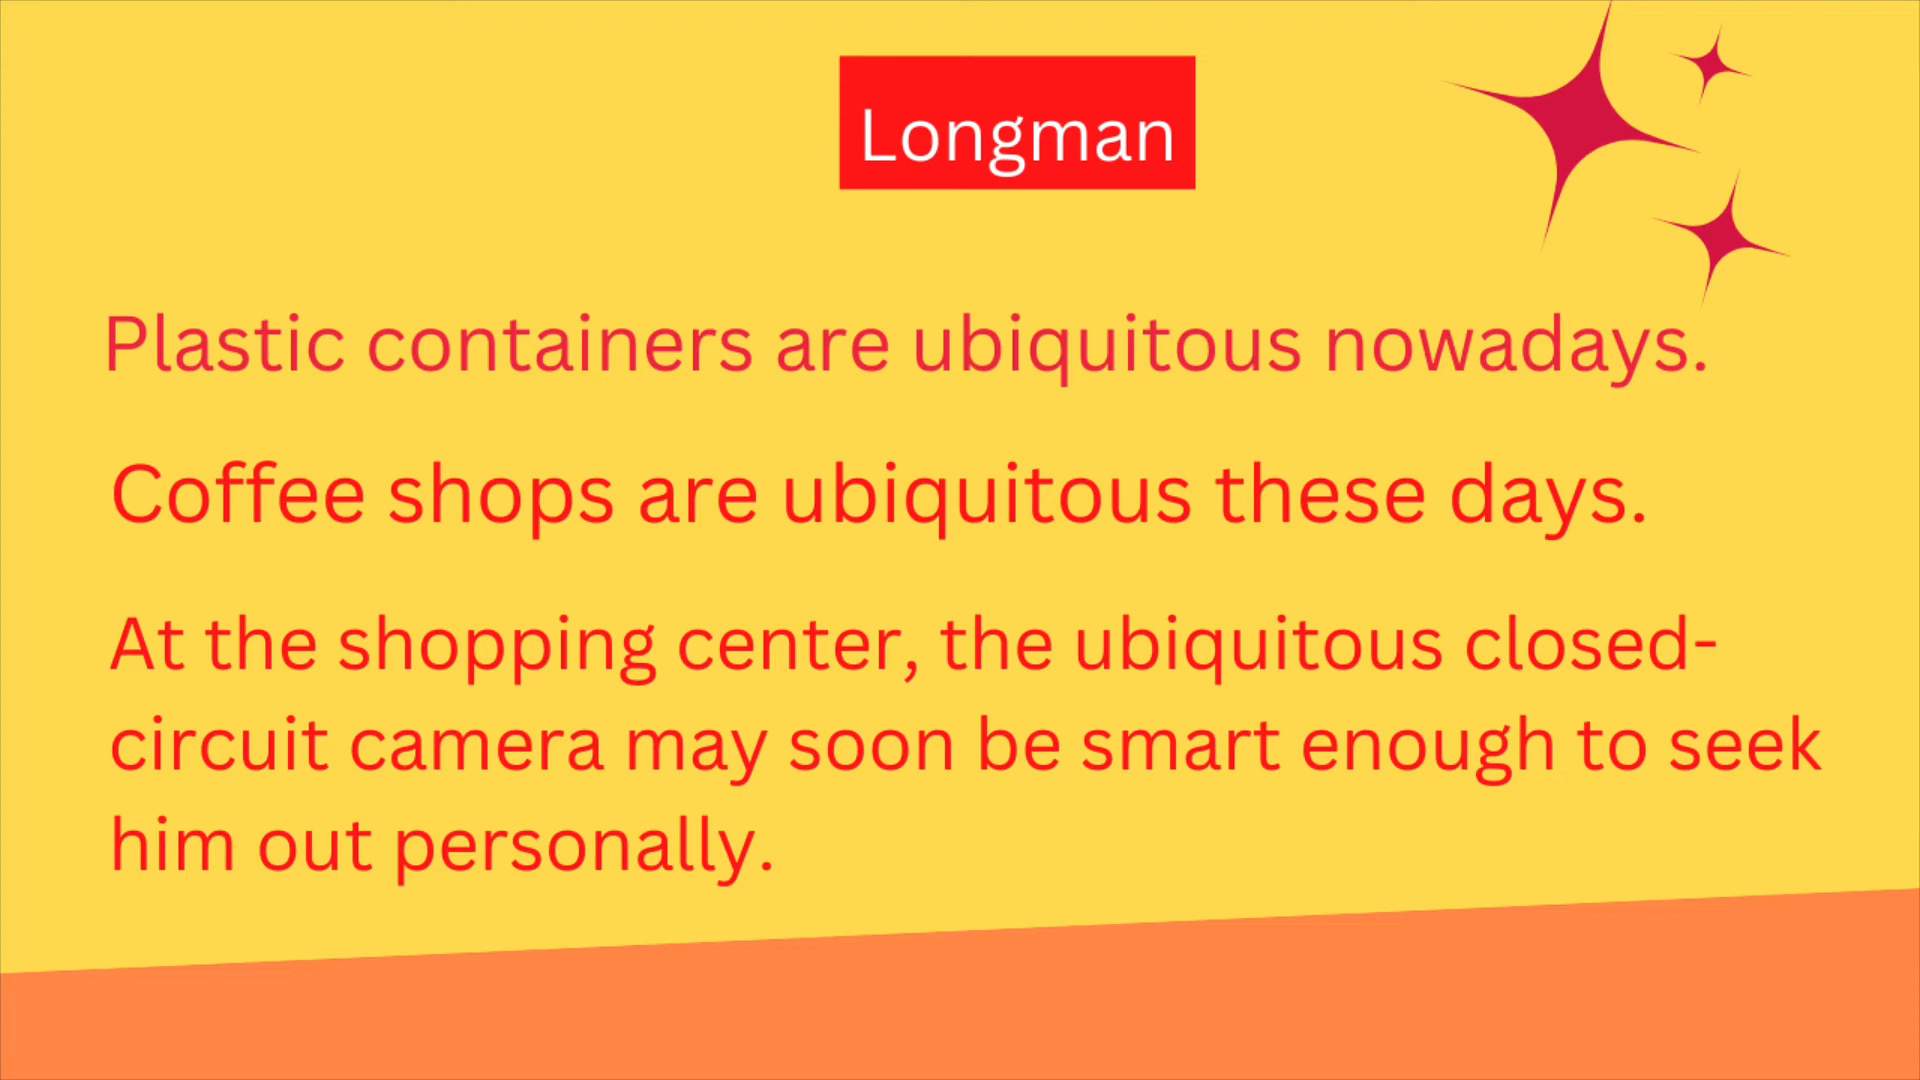 Longman
Plastic containers are ubiquitous nowadays.
Coffee shops are ubiquitous these days.
At the shopping center, the ubiquitous closed-
circuit camera may soon be smart enough to seek
him out personally.